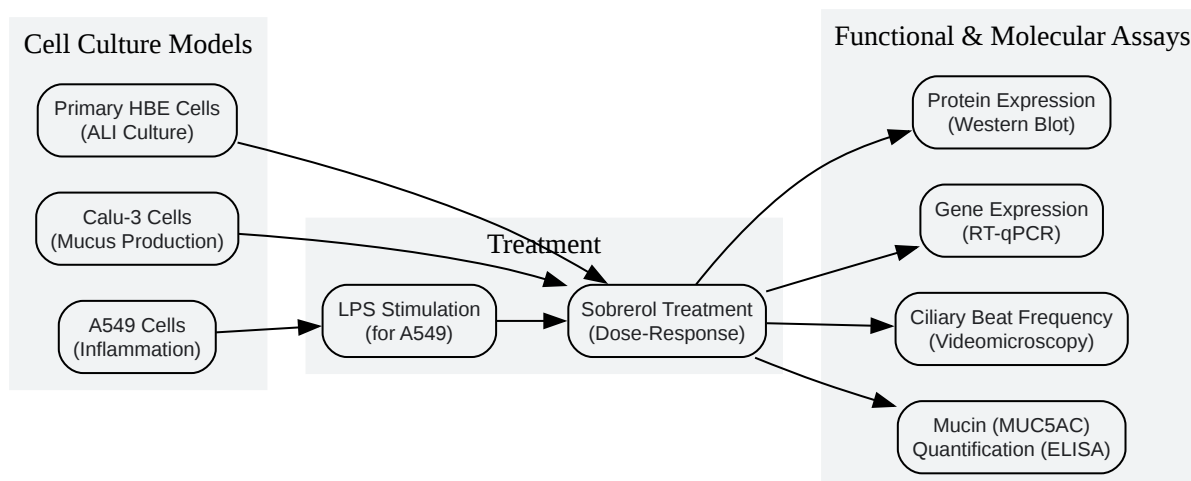 Cell Culture Models
Primary HBE Cells
(ALI Culture)
Calu-3 Cells
(Mucus Production)
A549 Cells
(Inflammation)
Treatment
LPS Stimulation
(for A549)
Sobrerol Treatment
(Dose-Response)
Functional & Molecular Assays
Protein Expression
(Western Blot)
Gene Expression
(RT-qPCR)
Ciliary Beat Frequency
(Videomicroscopy)
Mucin (MUC5AC)
Quantification (ELISA)